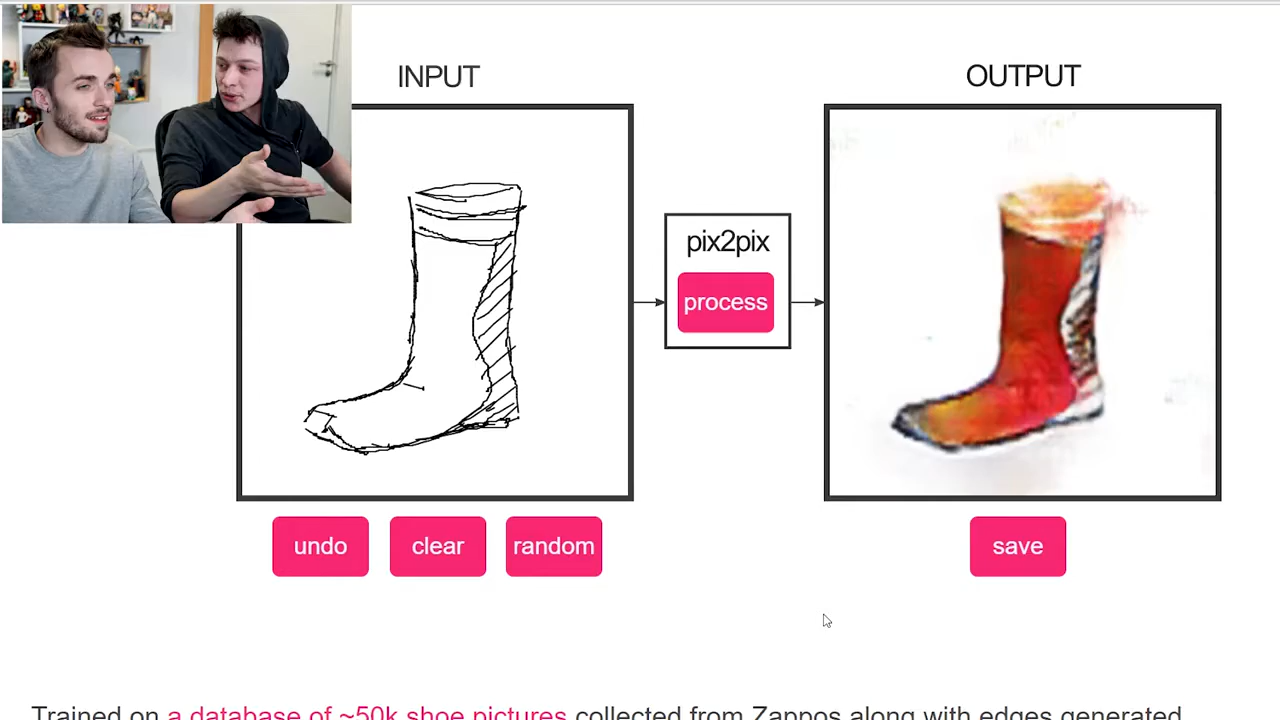 INPUT
OUTPUT
pix2pix
process
undo
clear
random
save
Trained on a database of ~50k shoe pictures collected from Zappos along with edges generated